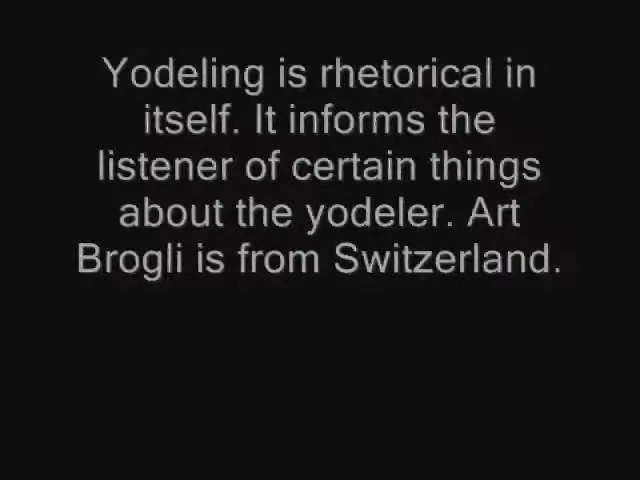 Yodeling is rhetorical in
itself. It informs the
listener of certain things
about the yodeler. Art
Brogli is from Switzerland.